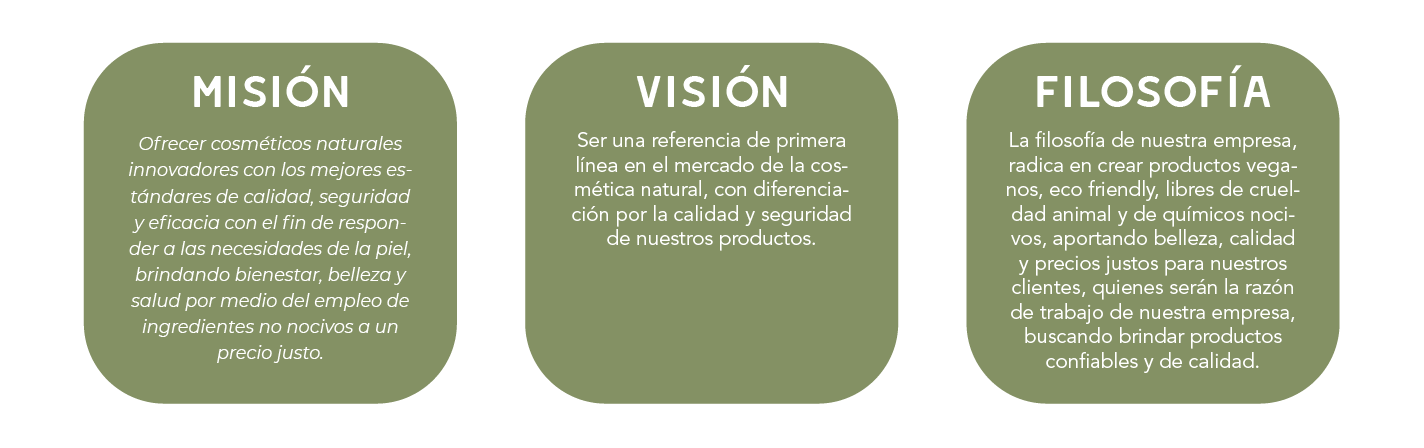 MISIÓN
Ofrecer cosméticos naturales
innovadores con los mejores es-
tándares de calidad, seguridad
y eficacia con el fin de respon-
der a las necesidades de la piel,
brindando bienestar, belleza y
salud por medio del empleo de
ingredientes no nocivos a un
precio justo.
VISIÓN
Ser una referencia de primera
línea en el mercado de la cos-
mética natural, con diferencia-
ción por la calidad y seguridad
de nuestros productos.
FILOSOFÍA
La filosofía de nuestra empresa,
radica en crear productos vega-
nos, eco friendly, libres de cruel-
dad animal y de químicos noci-
vos, aportando belleza, calidad
y precios justos para nuestros
clientes, quienes serán la razón
de trabajo de nuestra empresa,
buscando brindar productos
confiables y de calidad.